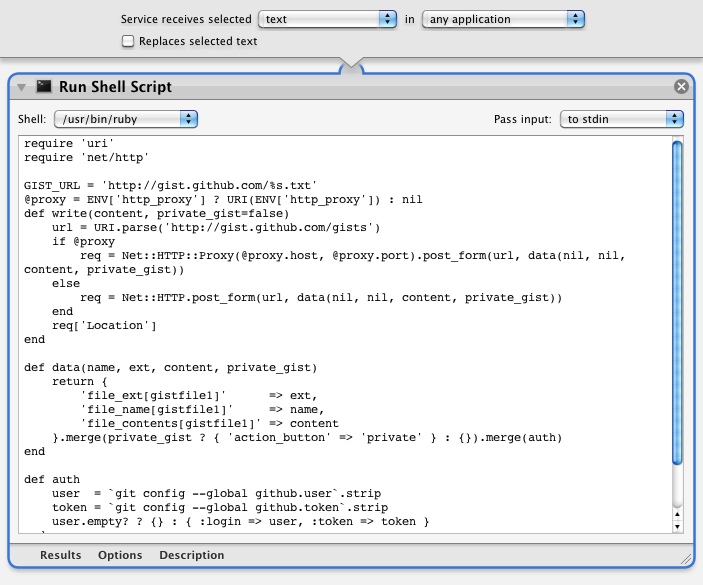 Service receives selected text in any application
Replaces selected text
Run Shell Script
Shell: /usr/bin/ruby Pass input: to stdin
require 'uri'
require 'net/http'
GIST_URL = 'http://gist.github.com/%s.txt'
@proxy = ENV['http_proxy'] ? URI(ENV['http_proxy']) : nil
def write(content, private_gist=false)
    url = URI.parse('http://gist.github.com/gists')
    if @proxy
        req = Net::HTTP::Proxy(@proxy.host, @proxy.port).post_form(url, data(nil, nil,
content, private_gist))
    else
        req = Net::HTTP.post_form(url, data(nil, nil, content, private_gist))
    end
    req['Location']
end
def data(name, ext, content, private_gist)
    return {
        'file_ext[gistfile1]'      => ext,
        'file_name[gistfile1]'     => name,
        'file_contents[gistfile1]' => content
    }.merge(private_gist ? { 'action_button' => 'private' } : {}).merge(auth)
end
def auth
    user  = `git config --global github.user`.strip
    token = `git config --global github.token`.strip
    user.empty? ? {} : { :login => user, :token => token }
Results Options Description